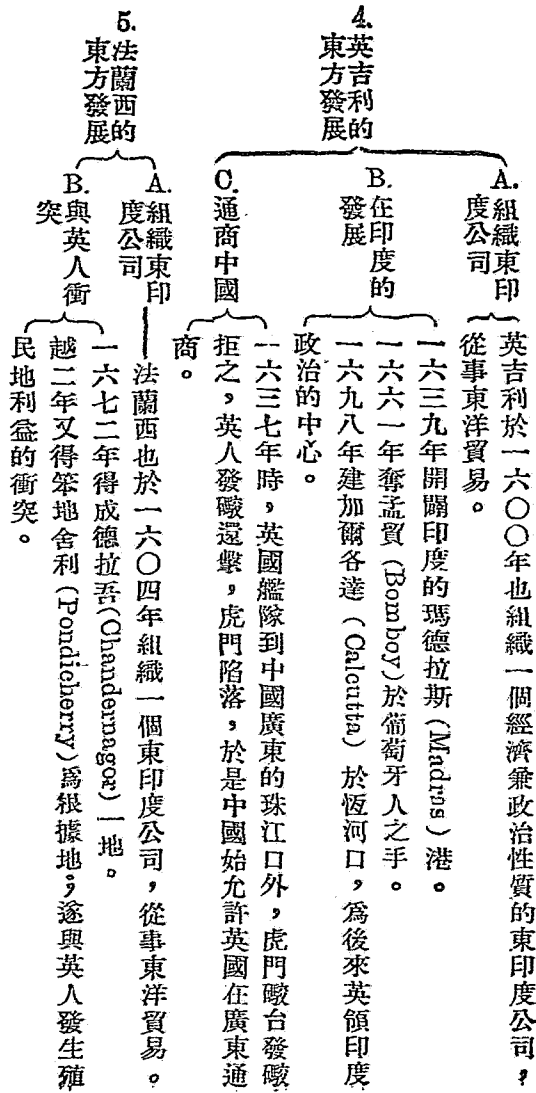 4.英吉利的
東方發展
A.組織東印
度公司
英吉利於一六〇〇年也組織一個經濟兼政治性質的東印度公司，
從事東洋貿易。
B.在印度的
發展
一六三九年開闢印度的瑪德拉斯(Madras)港。
一六六一年奪孟買(Bomboy)於葡萄牙人之手。
一六九八年建加爾各達(Calcutta)於恆河口，爲後來英領印度
政治的中心。
C.通商中國
一六三七年時，英國艦隊到中國廣東的珠江口外，虎門礮台發礮
拒之，英人發礮還擊，虎門陷落，於是中國始允許英國在廣東通
商。
5.法蘭西的
東方發展
A.組織東印
度公司
法蘭西也於一六〇四年組織一個東印度公司，從事東洋貿易。
B.與英人衝
突
一六七二年得成德拉吾(Chandernagor)一地。
越二年又得笨地舍利(Pondicherry)爲根據地；遂與英人發生殖
民地利益的衝突。